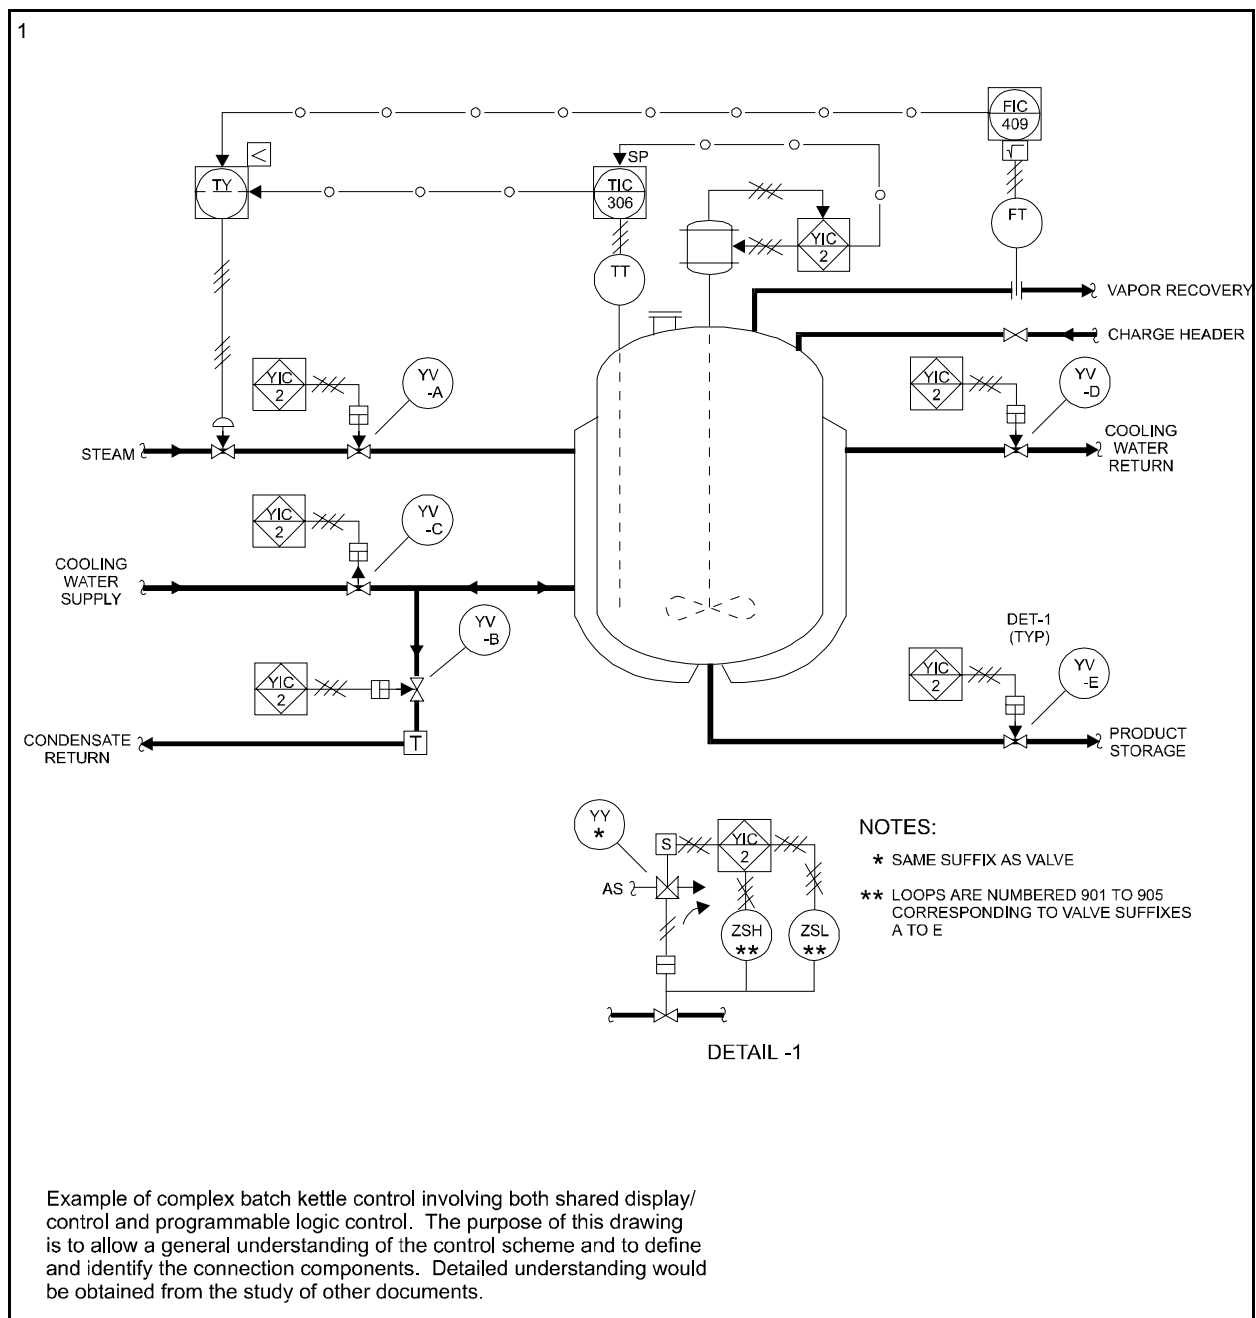 1
FIC
409
√
<
SP
TY
TIC
306
YIC
2
FT
TT
VAPOR RECOVERY
CHARGE HEADER
YIC
2
YV
-A
YIC
2
YV
-D
STEAM
COOLING
WATER
RETURN
YIC
2
YV
-C
COOLING
WATER
SUPPLY
YV
-B
DET-1
(TYP)
YIC
2
YIC
2
YV
-E
CONDENSATE
RETURN
T
PRODUCT
STORAGE
YY
*
S
YIC
2
AS
ZSH
**
ZSL
**
DETAIL -1
NOTES:
* SAME SUFFIX AS VALVE
** LOOPS ARE NUMBERED 901 TO 905
CORRESPONDING TO VALVE SUFFIXES
A TO E
Example of complex batch kettle control involving both shared display/
control and programmable logic control.  The purpose of this drawing
is to allow a general understanding of the control scheme and to define
and identify the connection components.  Detailed understanding would
be obtained from the study of other documents.